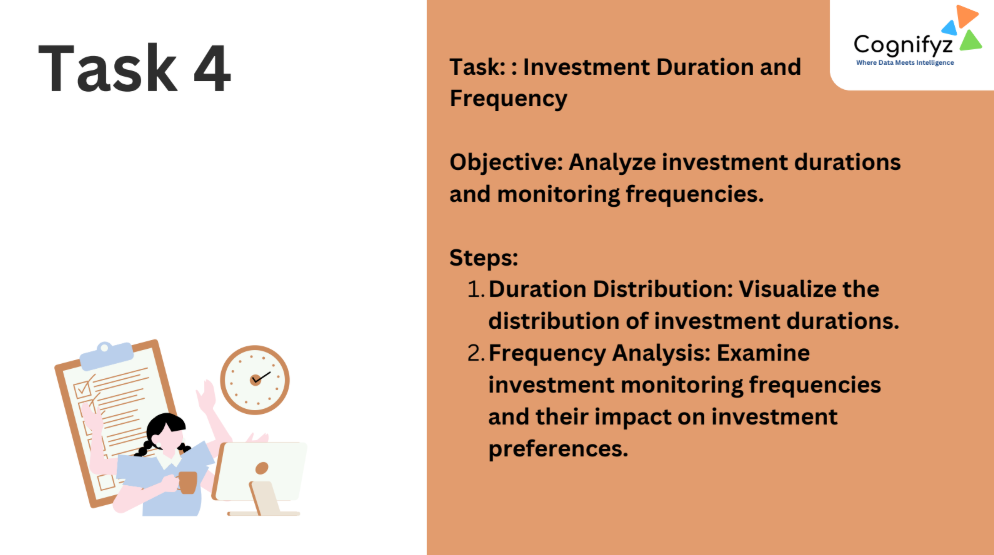 Task 4
Cognifyz
Where Data Meets Intelligence
Task: : Investment Duration and
Frequency
Objective: Analyze investment durations
and monitoring frequencies.
Steps:
1. Duration Distribution: Visualize the
distribution of investment durations.
2. Frequency Analysis: Examine
investment monitoring frequencies
and their impact on investment
preferences.